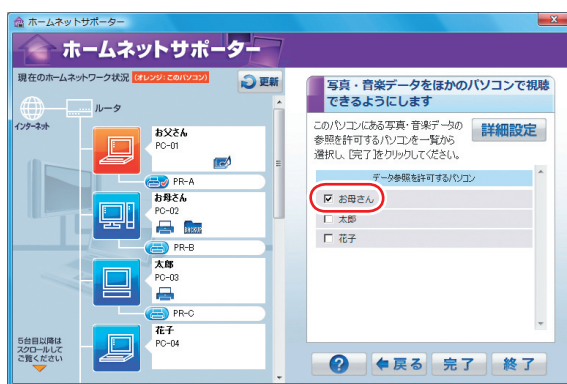 ホームネットサポーター
ホームネットサポーター
現在のホームネットワーク状況 (オレンジ:このパソコン)
更新
インターネット
ルータ
お父さん
PC-01
PR-A
お母さん
PC-02
BACKUP
PR-B
太郎
PC-03
PR-C
花子
PC-04
5台目以降は
スクロールして
ご覧ください
写真・音楽データをほかのパソコンで視聴
できるようにします
このパソコンにある写真・音楽データの
参照を許可するパソコンを一覧から
選択し、[完了]をクリックしてください。
詳細設定
データ参照を許可するパソコン
お母さん
太郎
花子
?
戻る
完了
終了